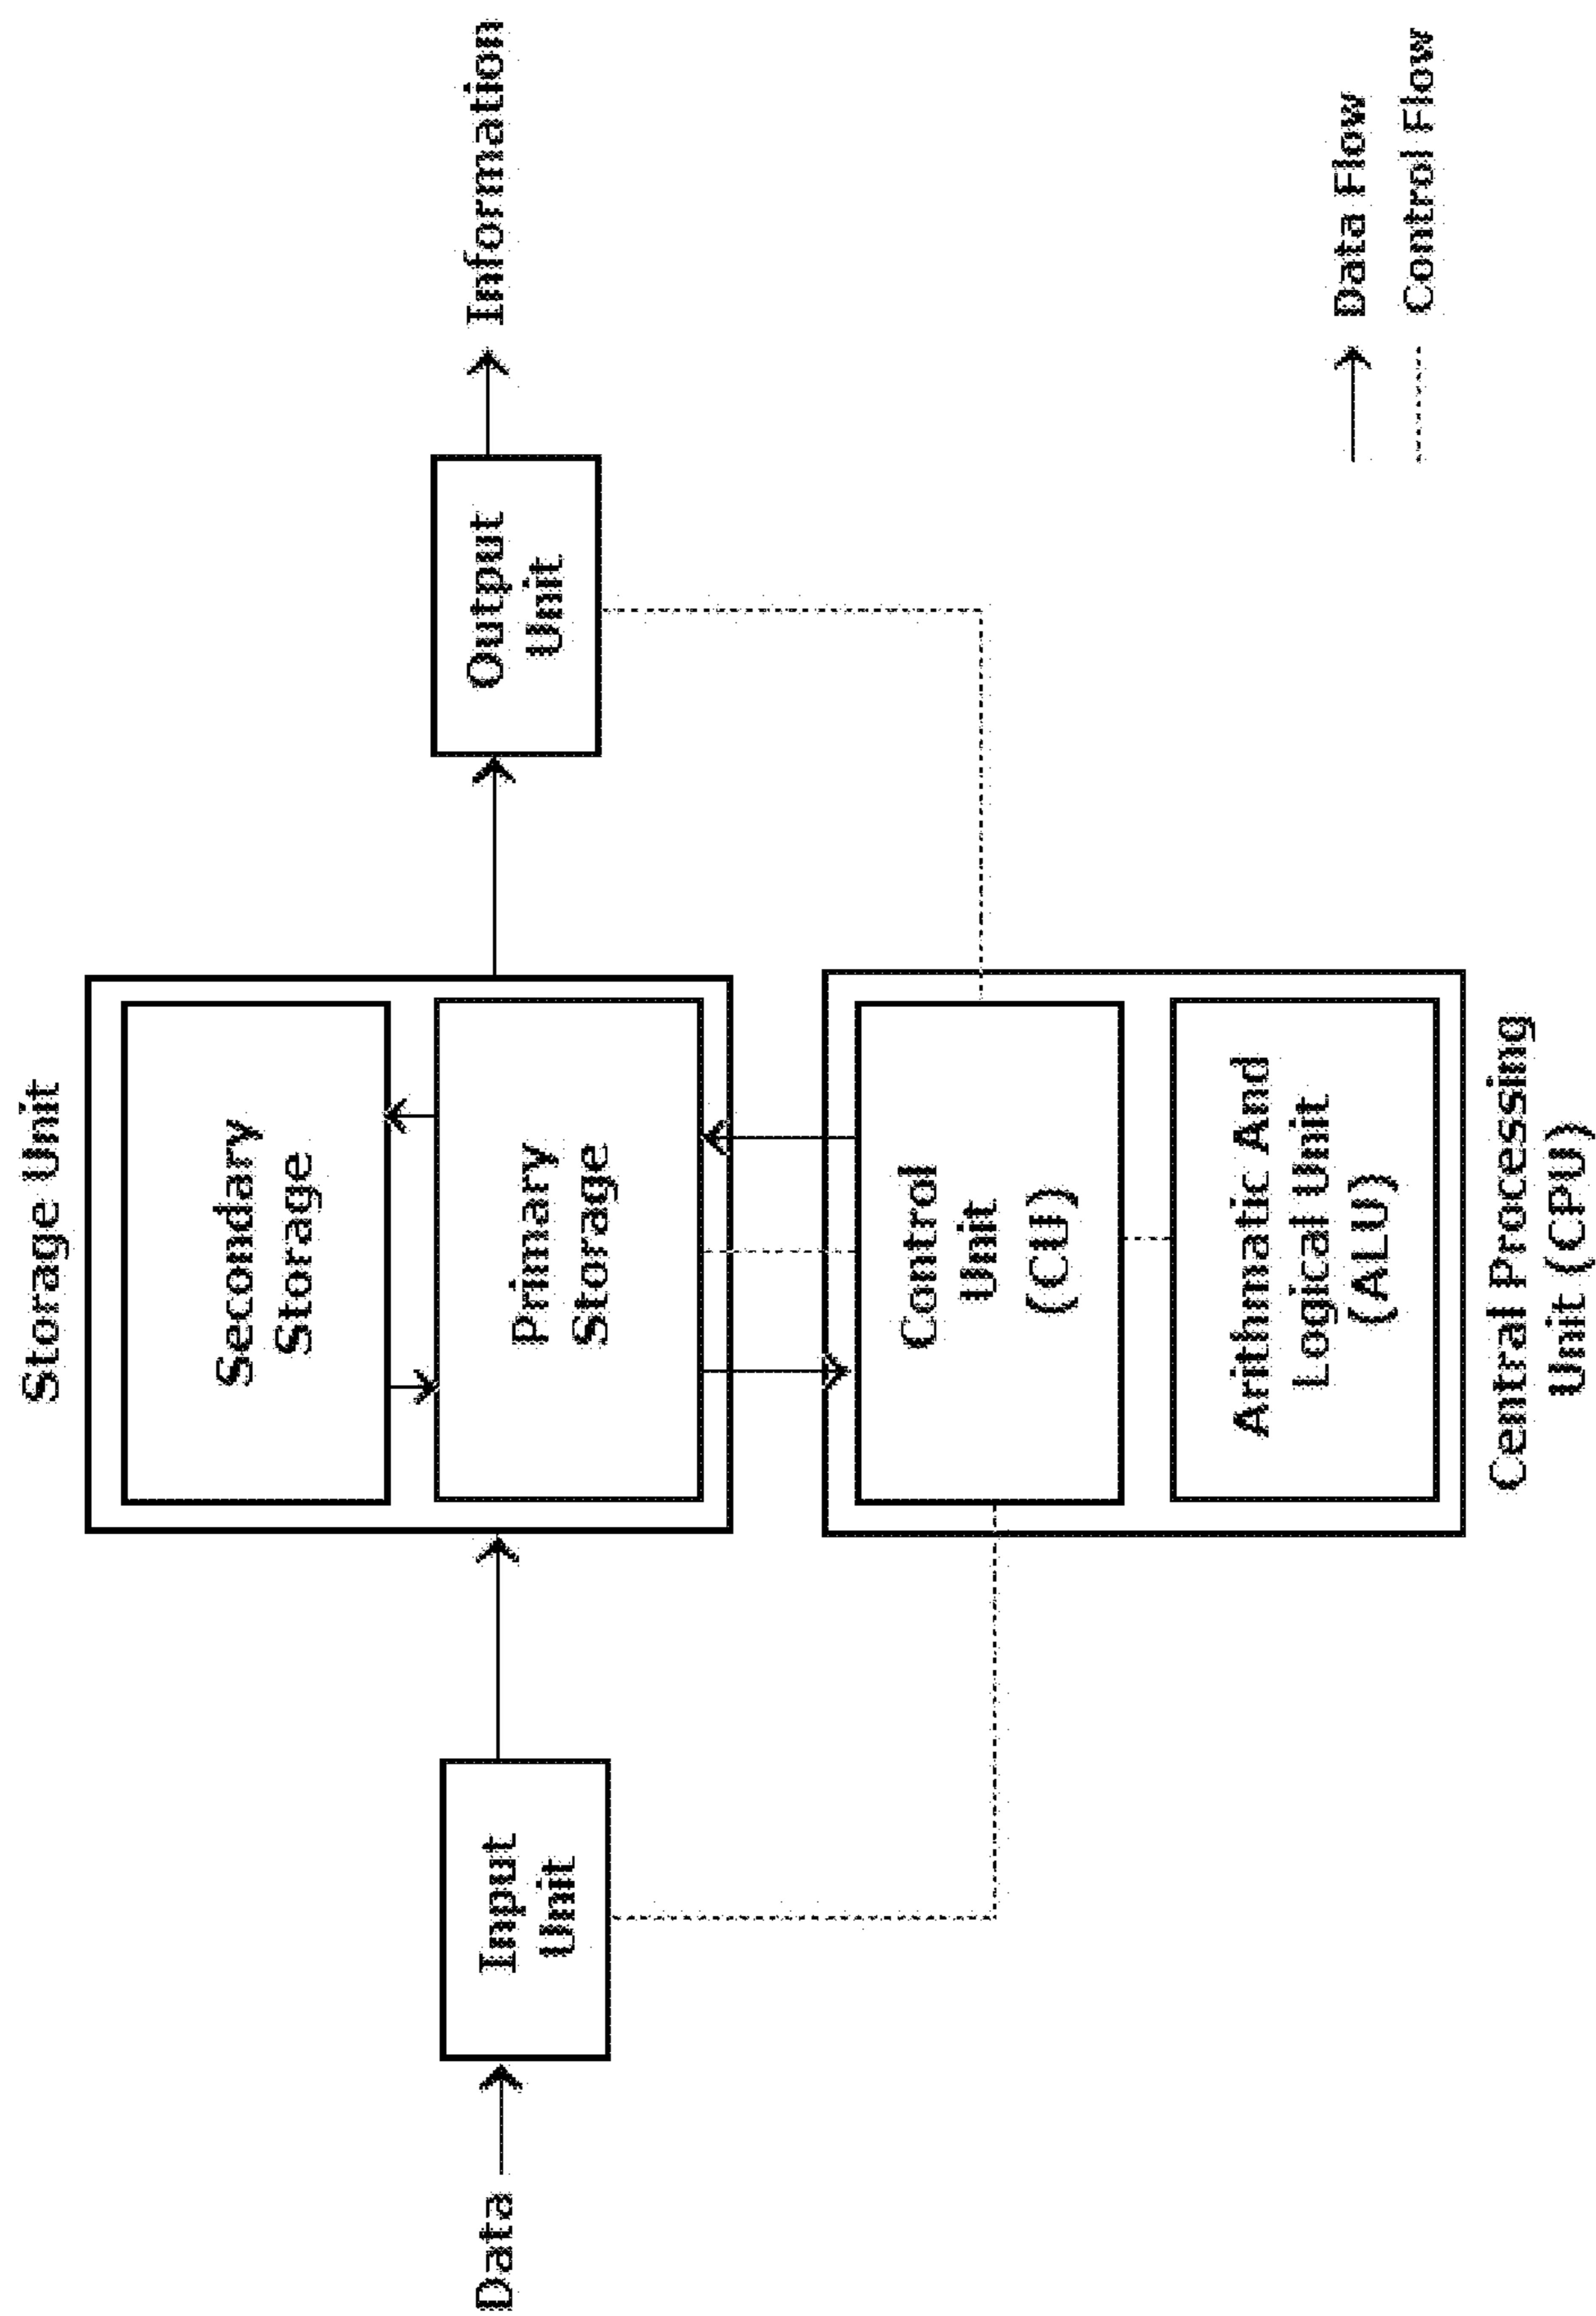 Storage Unit
Secondary
Storage
Primary
Storage
Data
Input
Unit
Output
Unit
Information
Control
Unit
(CU)
Arithmatic And
Logical Unit
(ALU)
Central Processing
Unit (CPU)
Data Flow
Control Flow